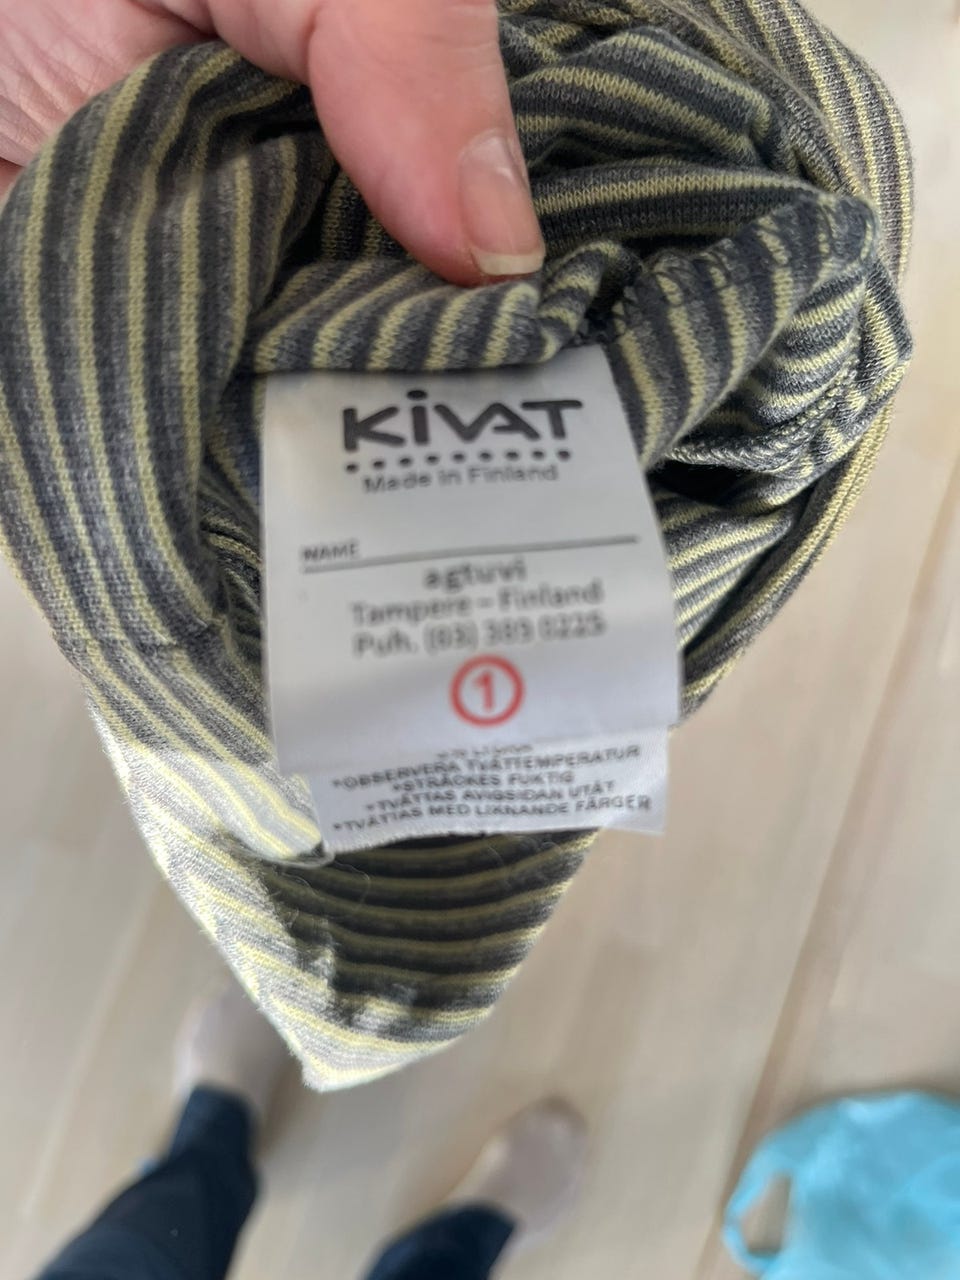 KiVAT
Made in Finland
NAME
agtuvi
Tampere - Finland
Puh. (03) 389 0225
1
*OBSERVERA TVÄTTEMPERATUR
*STRÄCKES FUKTIG
*TVÄTTAS AVIGSIDAN UTÅT
*TVÄTTAS MED LIKNANDE FÄRGER